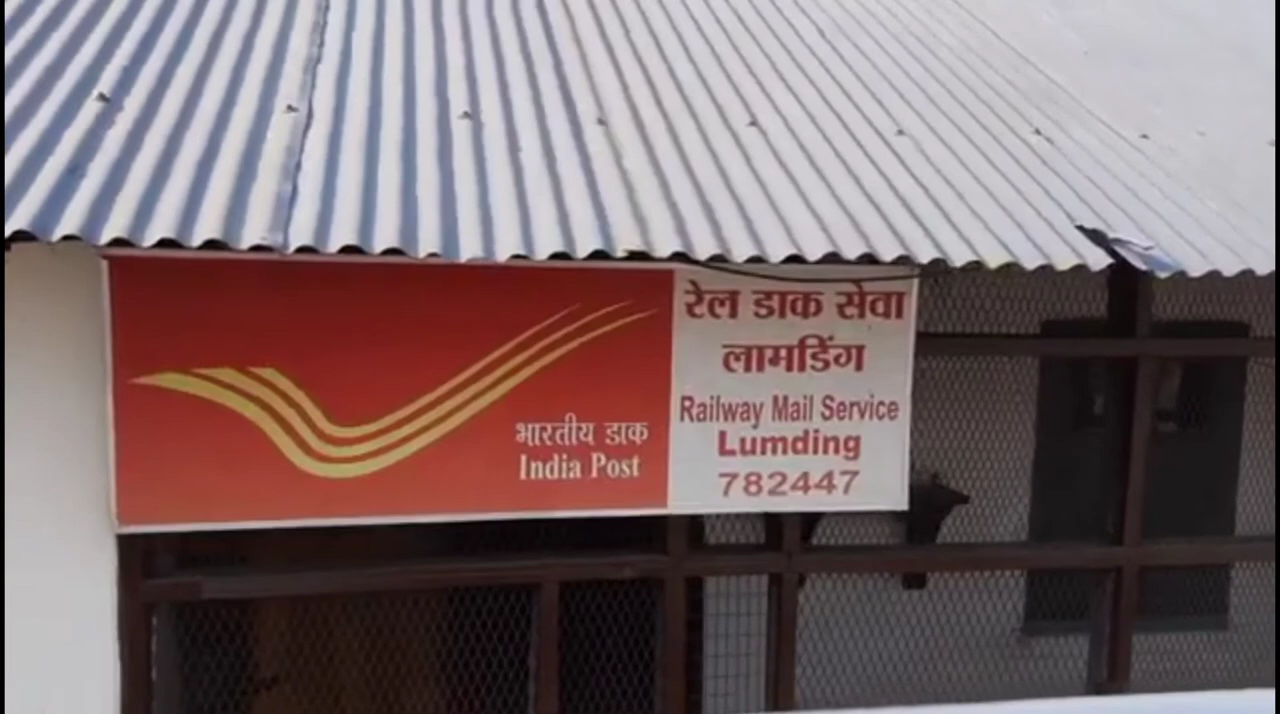 भारतीय डाक
India Post
रेल डाक सेवा
लामडिंग
Railway Mail Service
Lumding
782447